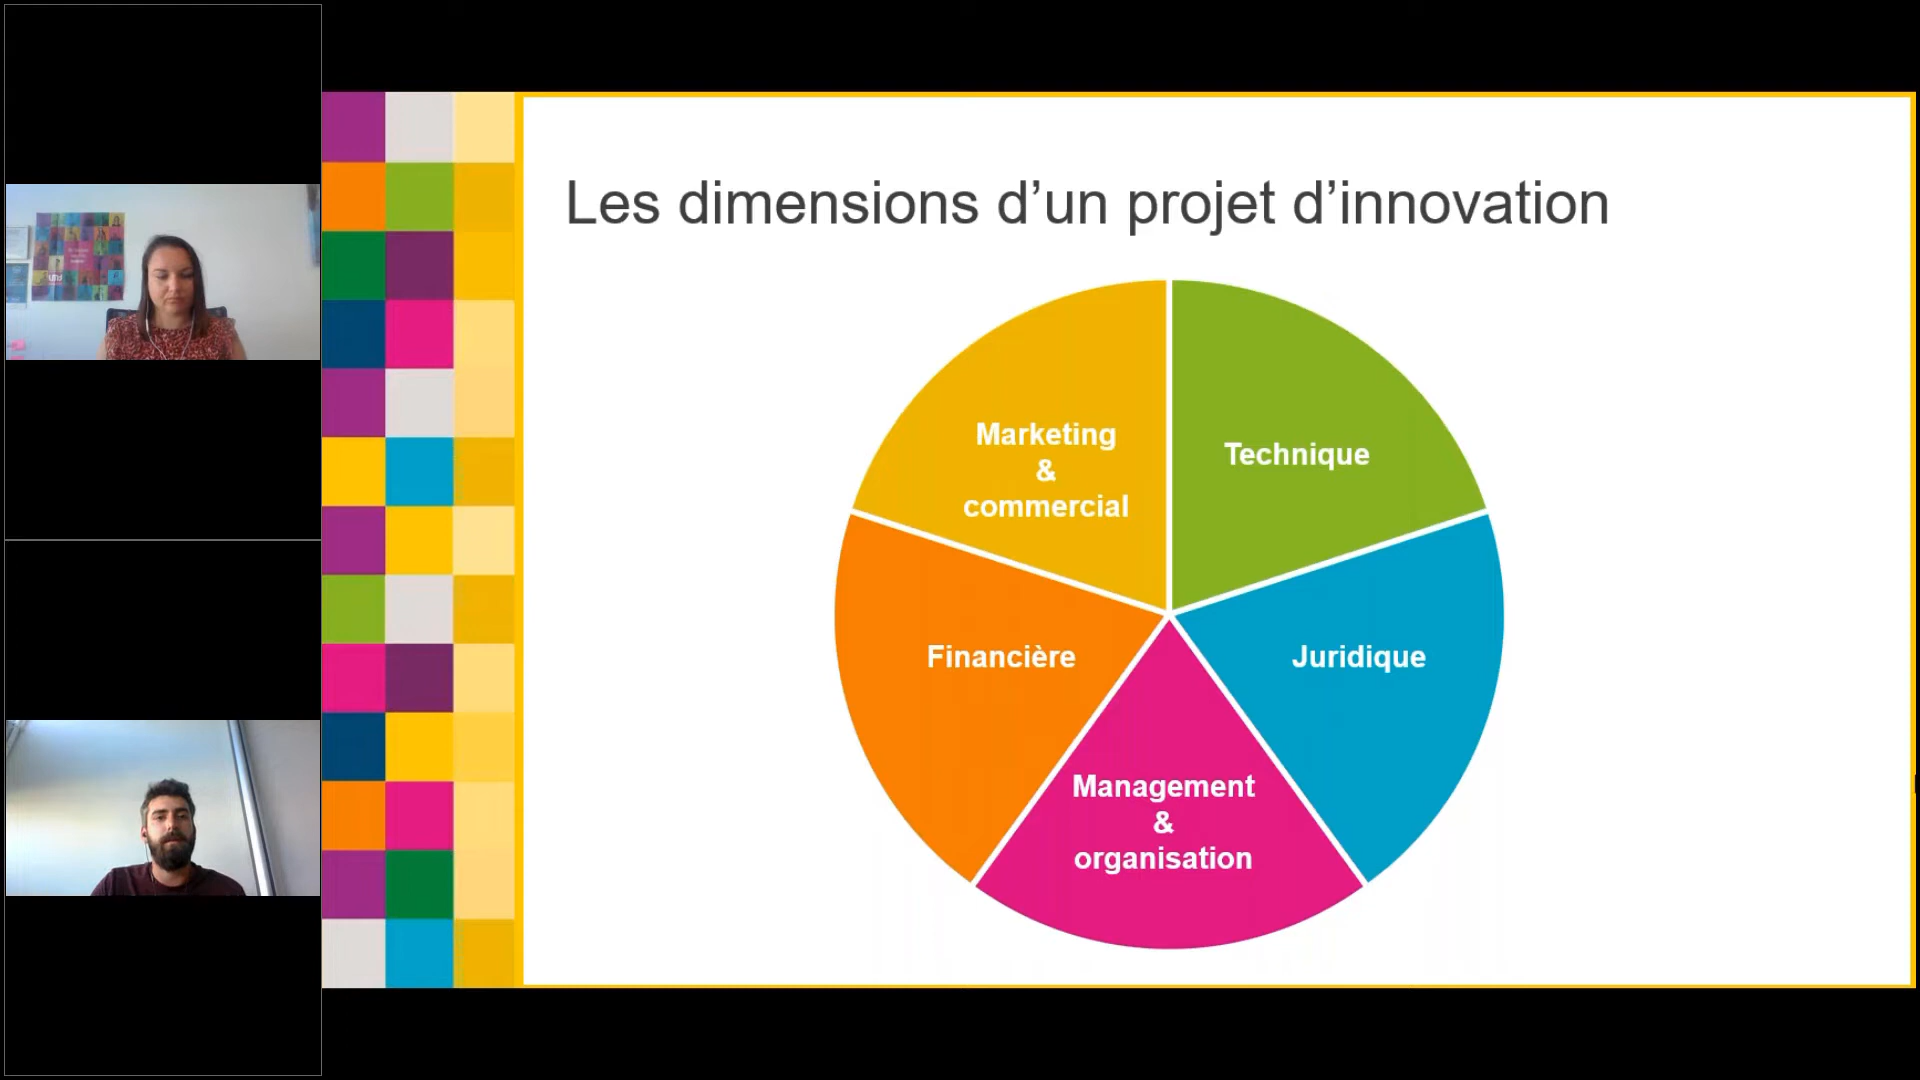 Les dimensions d’un projet d’innovation
Marketing
&
commercial
Technique
Financière
Juridique
Management
&
organisation